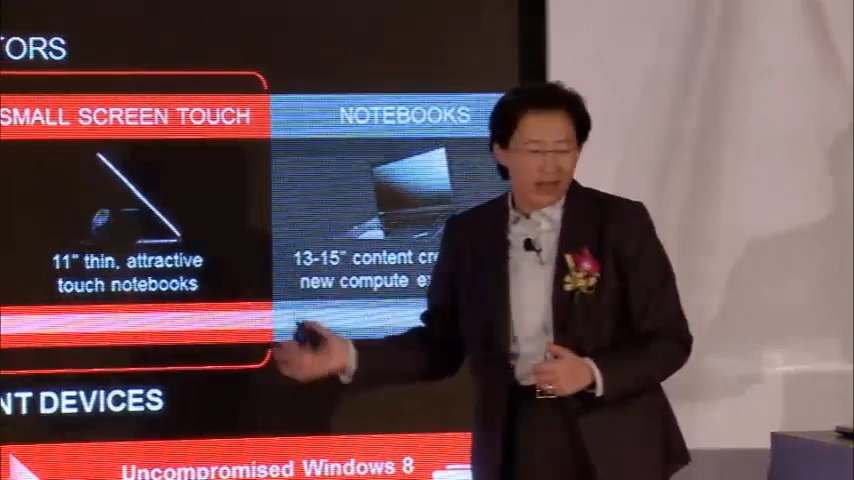 TORS
SMALL SCREEN TOUCH
NOTEBOOKS
11" thin, attractive
touch notebooks
13-15" content
new compute
NT DEVICES
Uncompromised Windows 8